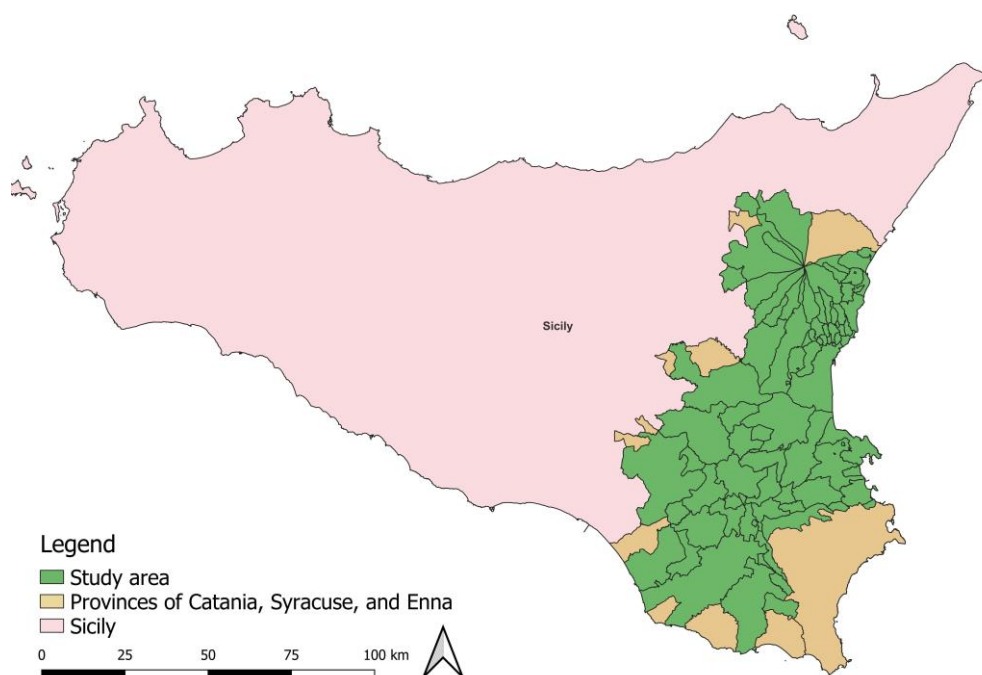 Sicily
Legend
Study area
Provinces of Catania, Syracuse, and Enna
Sicily
0 25 50 75 100 km